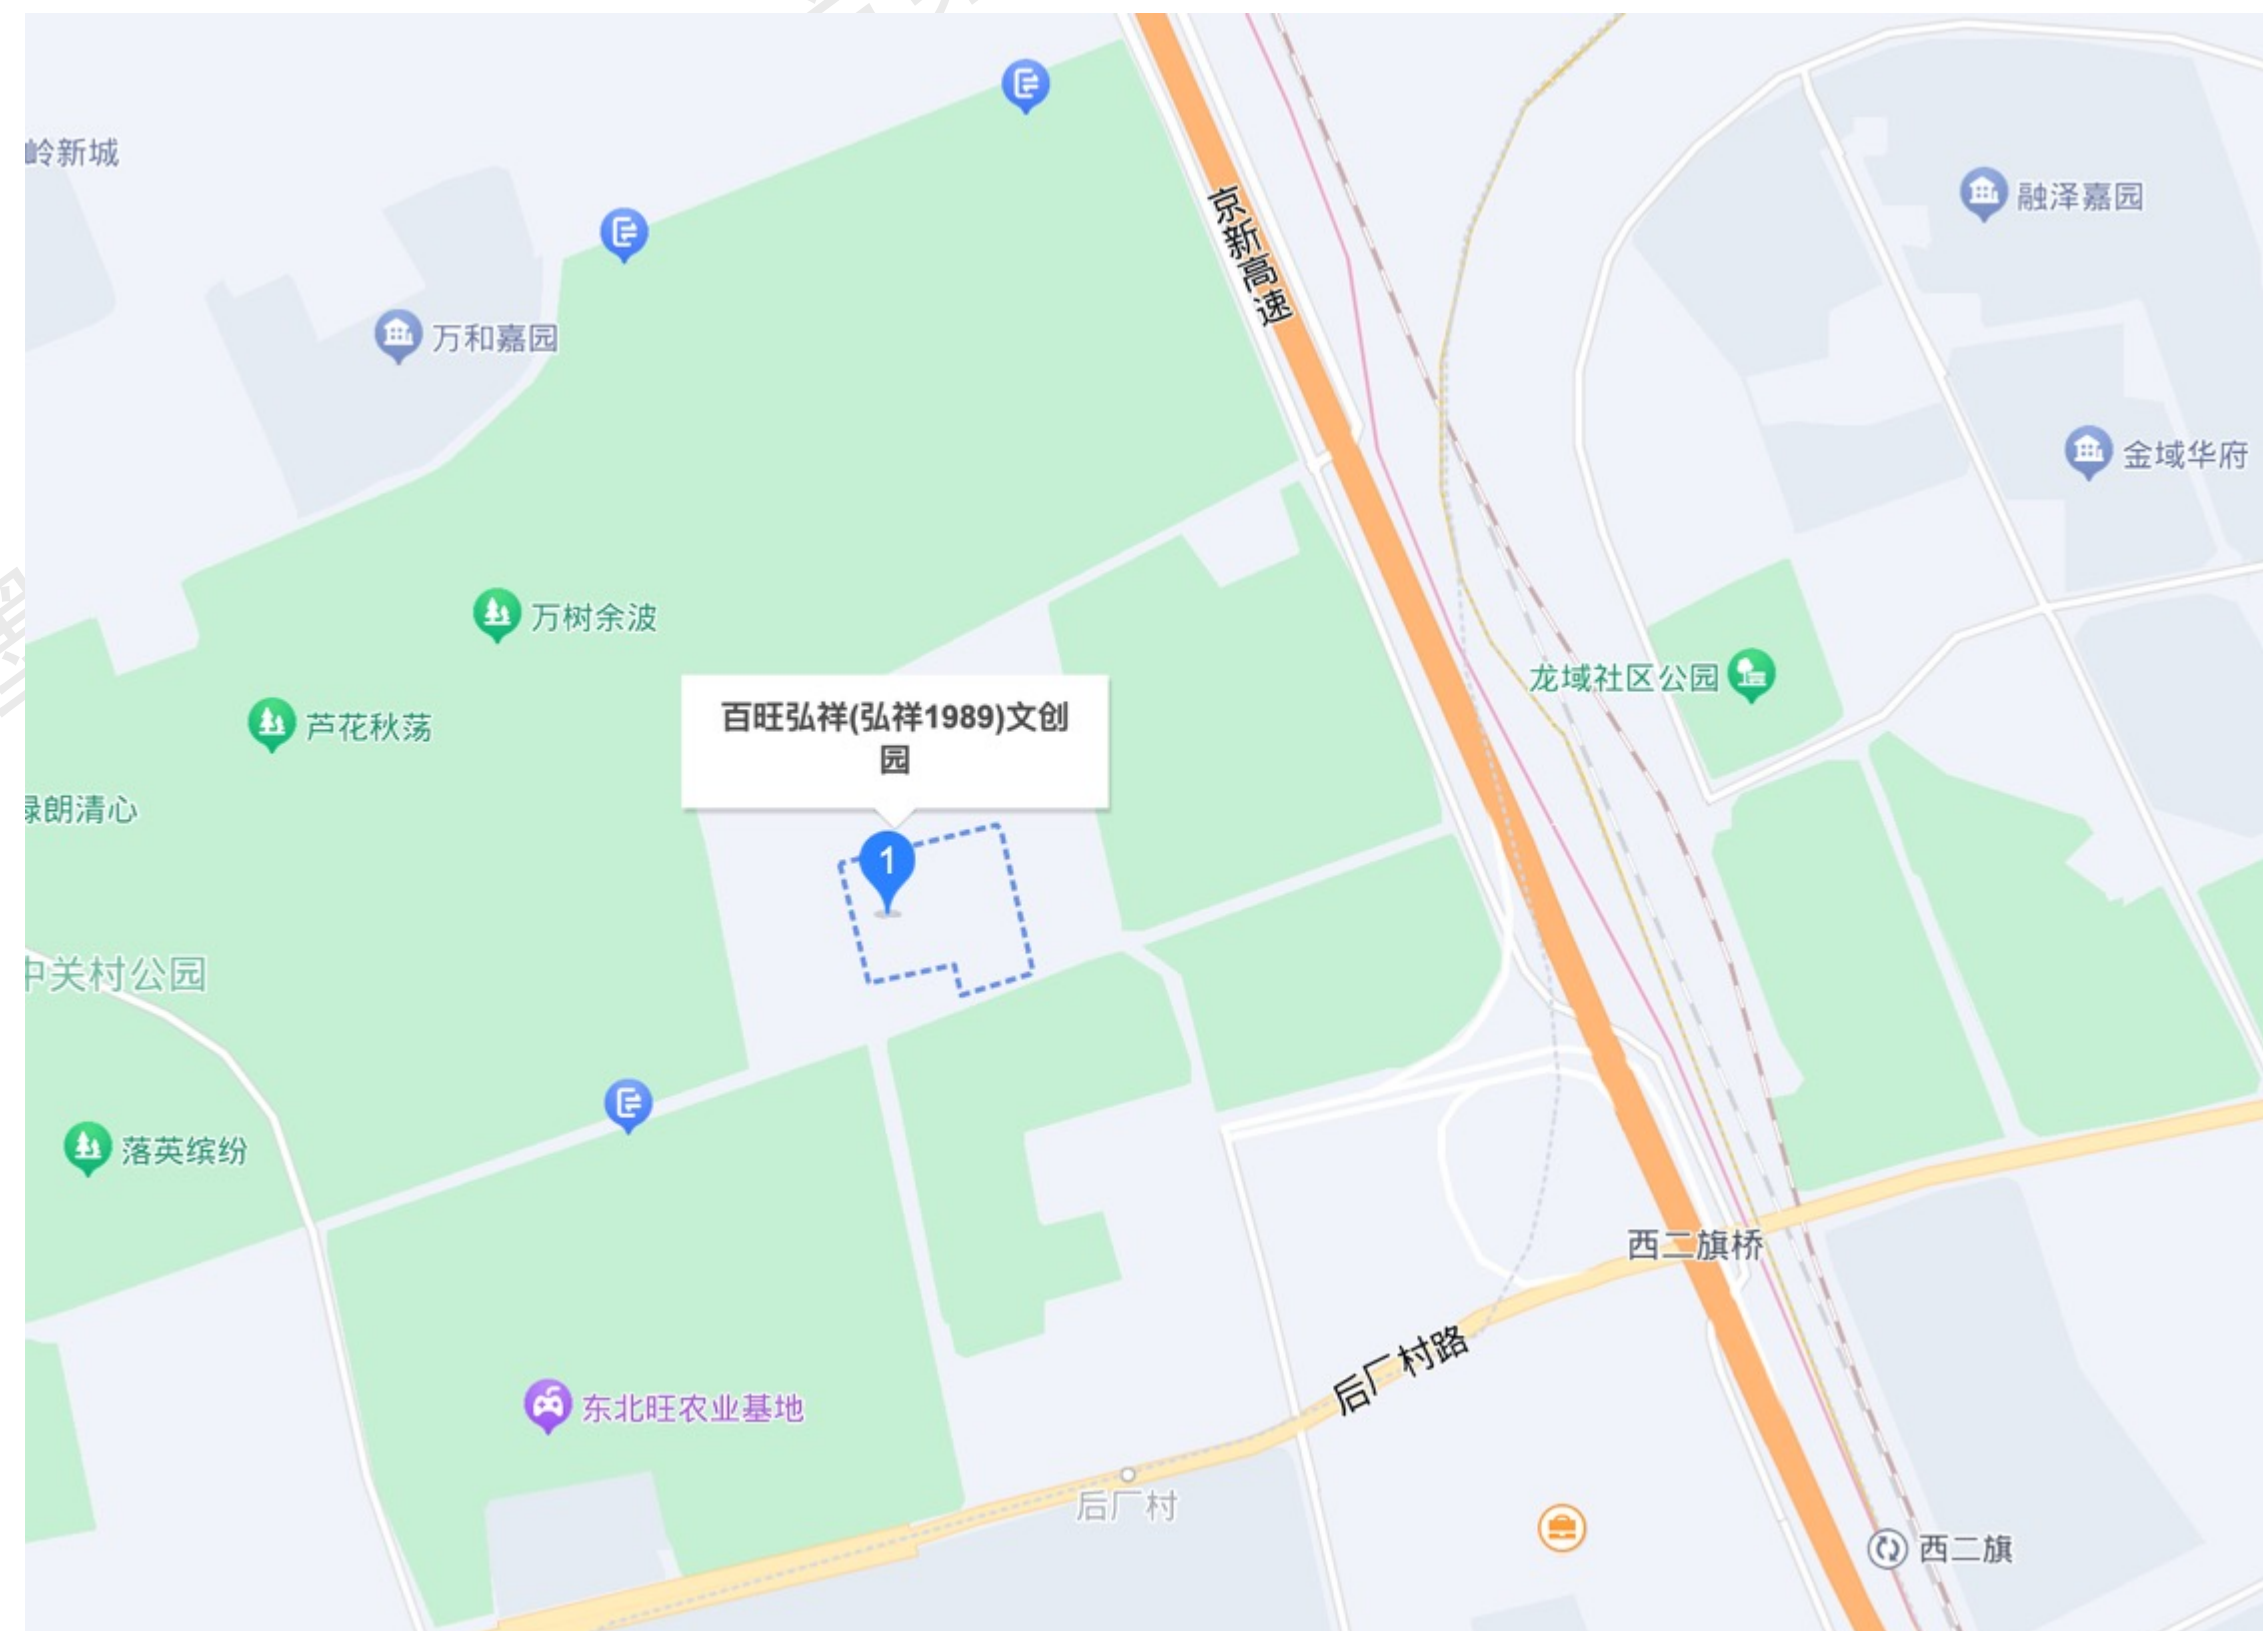 岭新城
京新高速
融泽嘉园
万和嘉园
金域华府
万树余波
龙域社区公园
芦花秋荡
百旺弘祥(弘祥1989)文创
园
朗清心
1
中关村公园
落英缤纷
西二旗桥
后厂村路
东北旺农业基地
后厂村
西二旗